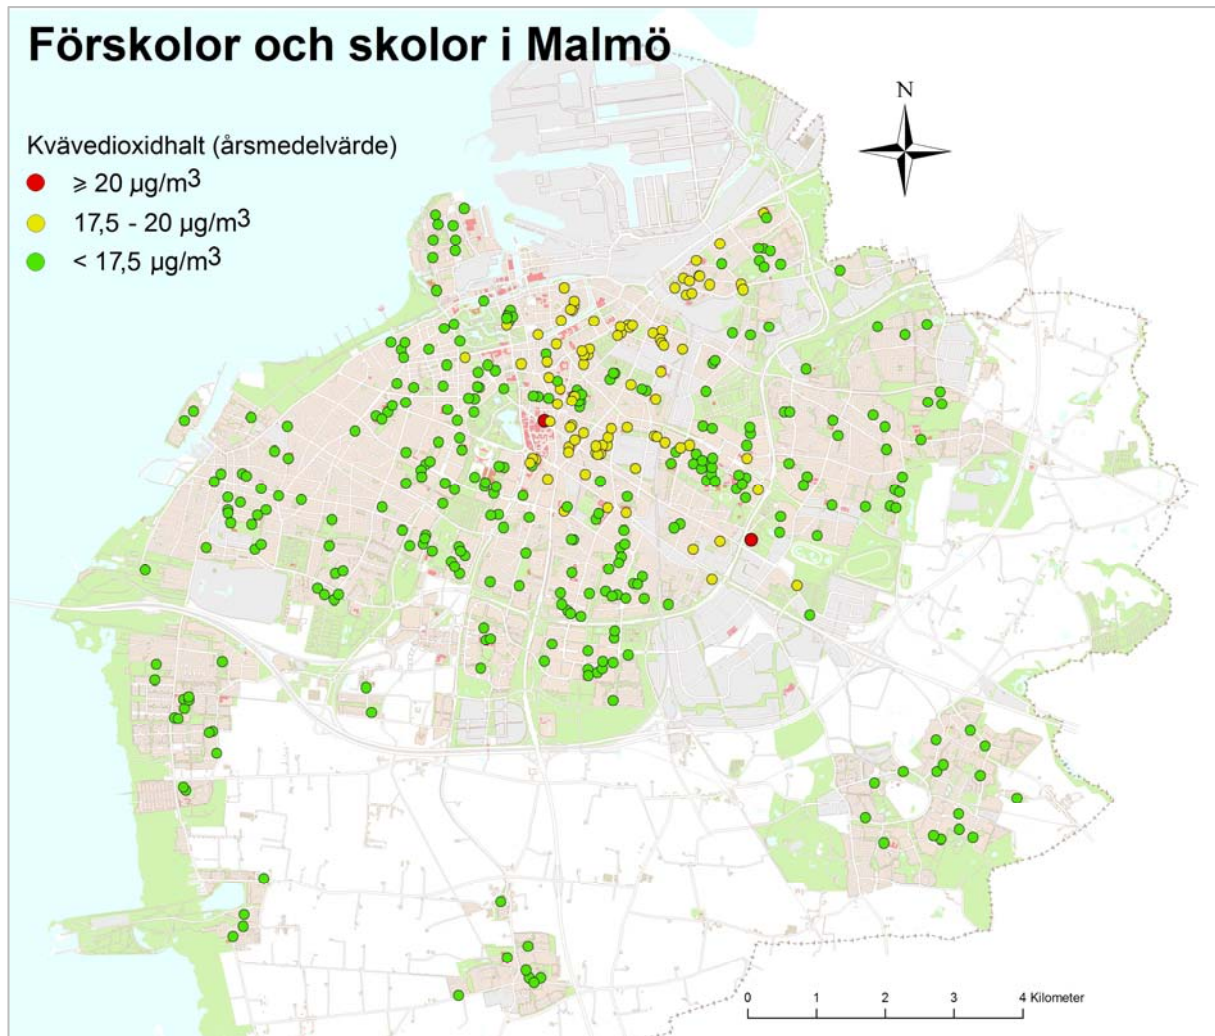 Förskolor och skolor i Malmö
N
Kvävedioxidhalt (årsmedelvärde)
⩾ 20 µg/m³
17,5 - 20 µg/m³
< 17,5 µg/m³
0 1 2 3 4 Kilometer